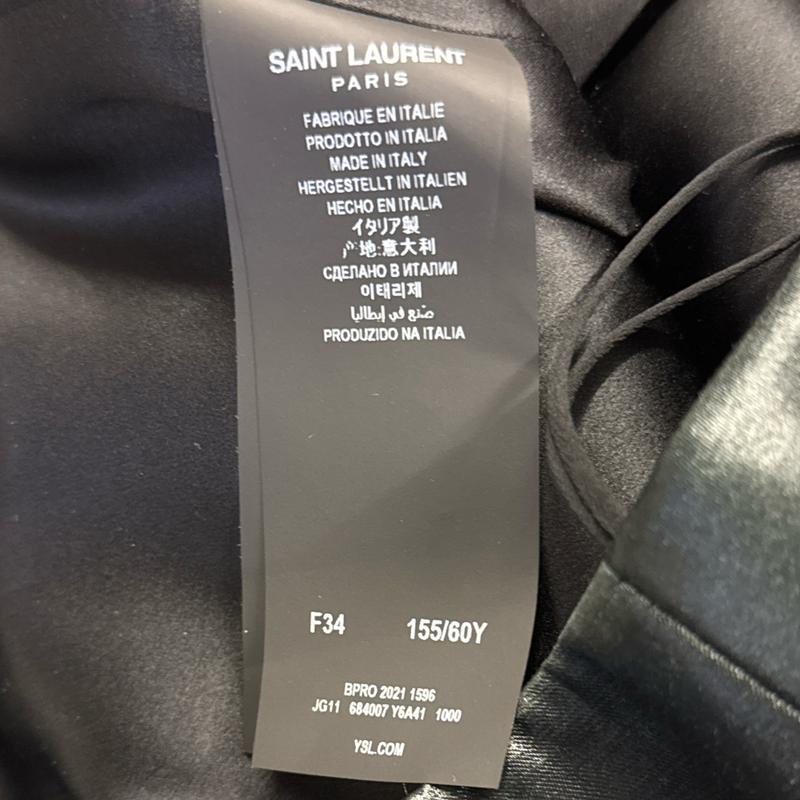 SAINT LAURENT
PARIS
FABRIQUE EN ITALIE
PRODOTTO IN ITALIA
MADE IN ITALY
HERGESTELLT IN ITALIEN
HECHO EN ITALIA
イタリア製
产地:意大利
СДЕЛАНО В ИТАЛИИ
이태리제
صنع في إيطاليا
PRODUZIDO NA ITALIA
F34 155/60Y
BPRO 2021 1596
JG11 684007 Y6A41 1000
YSL.COM